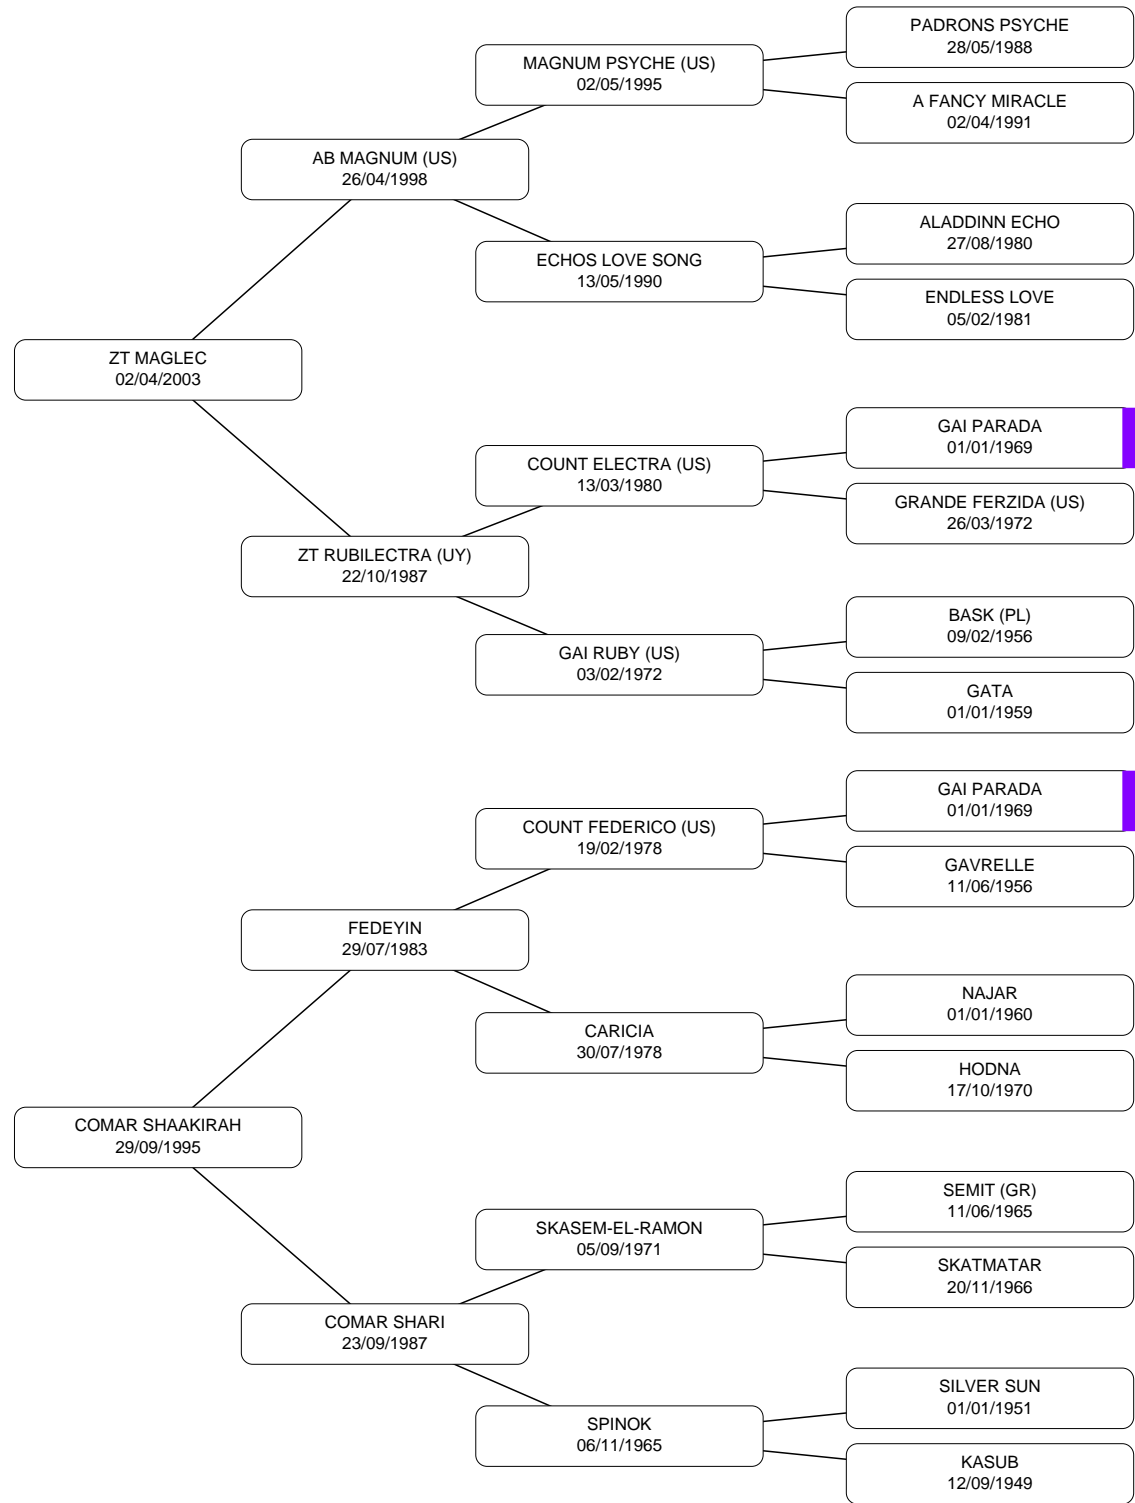 PADRONS PSYCHE
28/05/1988
MAGNUM PSYCHE (US)
02/05/1995
A FANCY MIRACLE
02/04/1991
AB MAGNUM (US)
26/04/1998
ALADDINN ECHO
27/08/1980
ECHOS LOVE SONG
13/05/1990
ENDLESS LOVE
05/02/1981
ZT MAGLEC
02/04/2003
GAI PARADA
01/01/1969
COUNT ELECTRA (US)
13/03/1980
GRANDE FERZIDA (US)
26/03/1972
ZT RUBILECTRA (UY)
22/10/1987
BASK (PL)
09/02/1956
GAI RUBY (US)
03/02/1972
GATA
01/01/1959
GAI PARADA
01/01/1969
COUNT FEDERICO (US)
19/02/1978
GAVRELLE
11/06/1956
FEDEYIN
29/07/1983
NAJAR
01/01/1960
CARICIA
30/07/1978
HODNA
17/10/1970
COMAR SHAAKIRAH
29/09/1995
SEMIT (GR)
11/06/1965
SKASEM-EL-RAMON
05/09/1971
SKATMATAR
20/11/1966
COMAR SHARI
23/09/1987
SILVER SUN
01/01/1951
SPINOK
06/11/1965
KASUB
12/09/1949